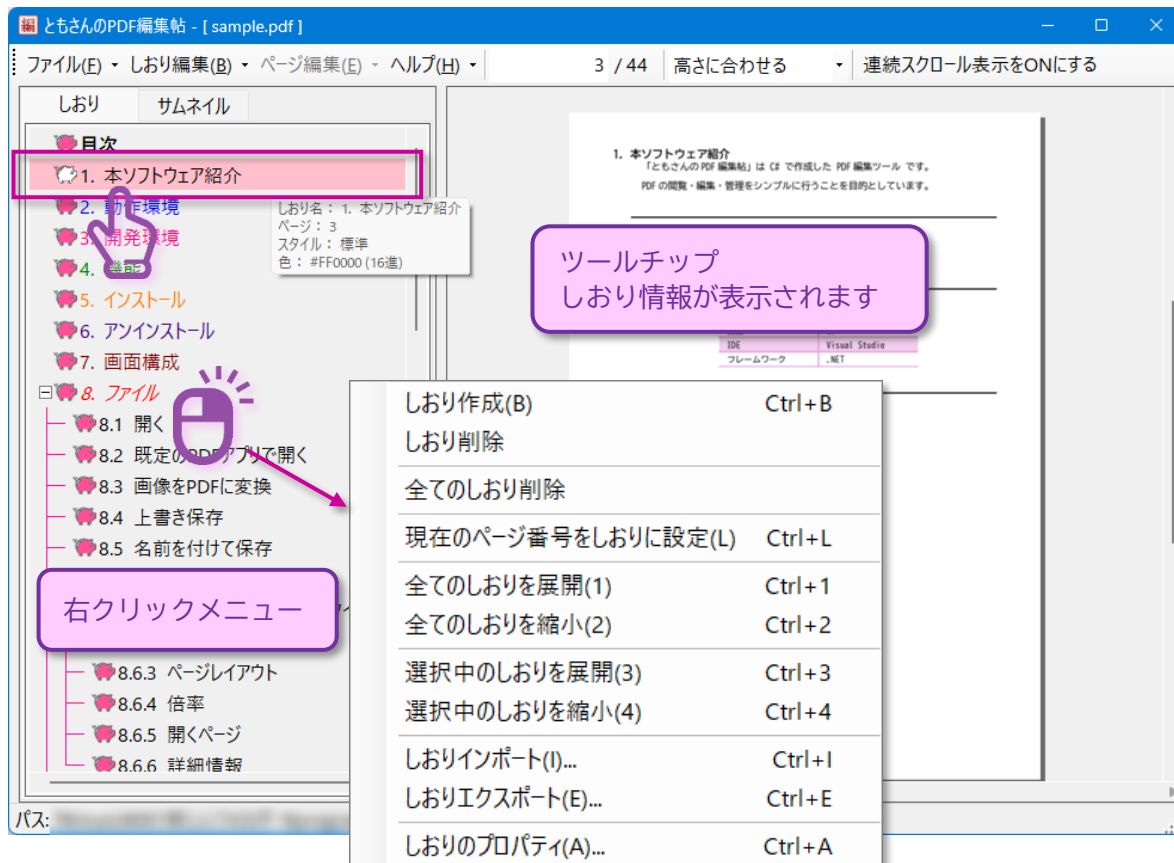 編 ともさんのPDF編集帖 - [ sample.pdf ]
ファイル(F) しおり編集(B) ページ編集(E) ヘルプ(H) 3 / 44 高さに合わせる 連続スクロール表示をONにする
しおり サムネイル
目次
1. 本ソフトウェア紹介
2. 動作環境
3. 開発環境
4. 機能
5. インストール
6. アンインストール
7. 画面構成
8. ファイル
8.1 開く
8.2 既定のPDFアプリで開く
8.3 画像をPDFに変換
8.4 上書き保存
8.5 名前を付けて保存
8.6.3 ページレイアウト
8.6.4 倍率
8.6.5 開くページ
8.6.6 詳細情報
しおり名： 1. 本ソフトウェア紹介
ページ： 3
スタイル： 標準
色： #FF0000 (16進)
1. 本ソフトウェア紹介
「ともさんの PDF 編集帖」は C# で作成した PDF 編集ツール です。
PDF の閲覧・編集・管理をシンプルに行うことを目的としています。
ツールチップ
しおり情報が表示されます
IDE Visual Studio
フレームワーク .NET
右クリックメニュー
しおり作成(B) Ctrl+B
しおり削除
全てのしおり削除
現在のページ番号をしおりに設定(L) Ctrl+L
全てのしおりを展開(1) Ctrl+1
全てのしおりを縮小(2) Ctrl+2
選択中のしおりを展開(3) Ctrl+3
選択中のしおりを縮小(4) Ctrl+4
しおりインポート(I)... Ctrl+I
しおりエクスポート(E)... Ctrl+E
しおりのプロパティ(A)... Ctrl+A
パス: